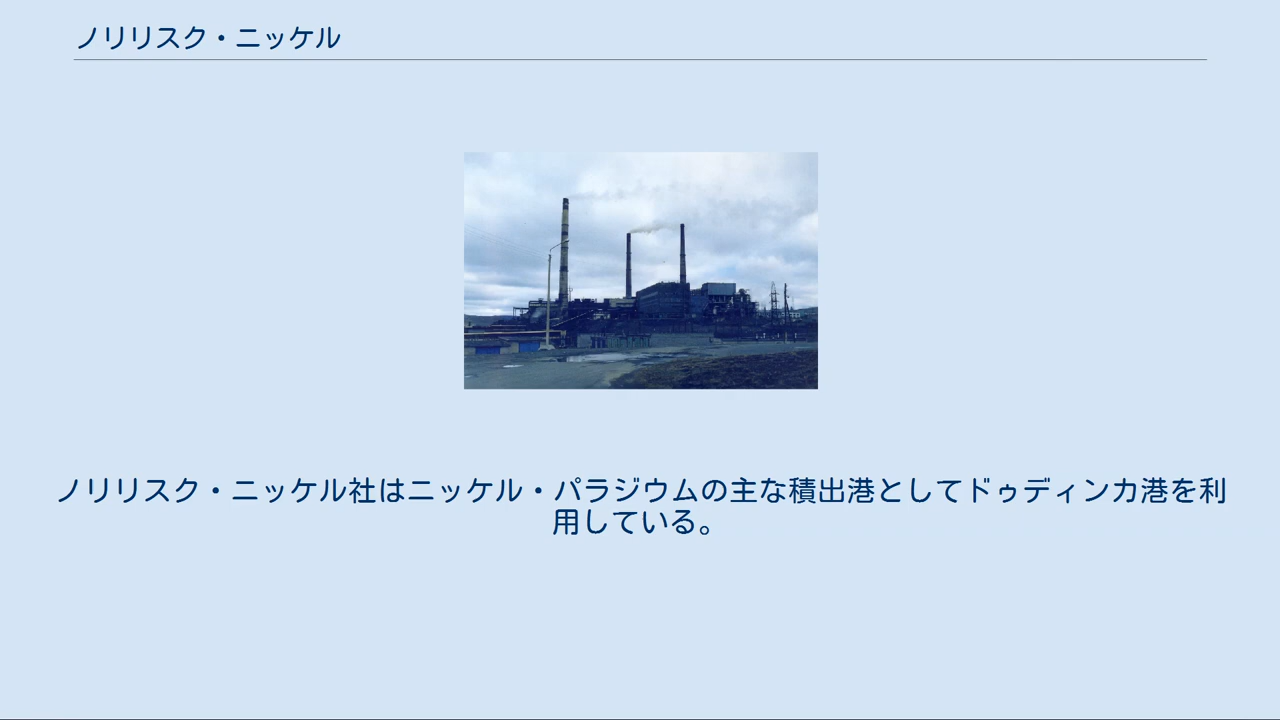 ノリリスク・ニッケル
ノリリスク・ニッケル社はニッケル・パラジウムの主な積出港としてドゥディンカ港を利
用している。